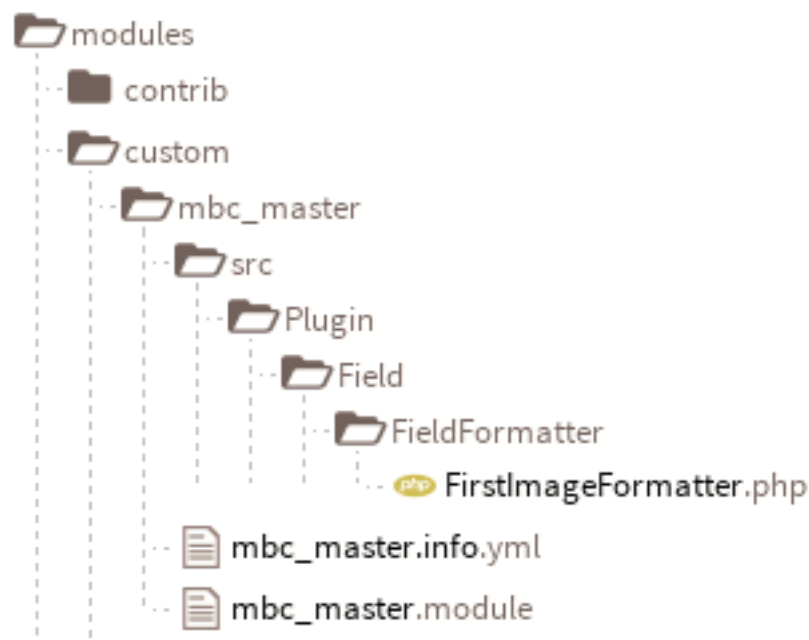 modules
contrib
custom
mbc_master
src
Plugin
Field
FieldFormatter
php FirstImageFormatter.php
mbc_master.info.yml
mbc_master.module